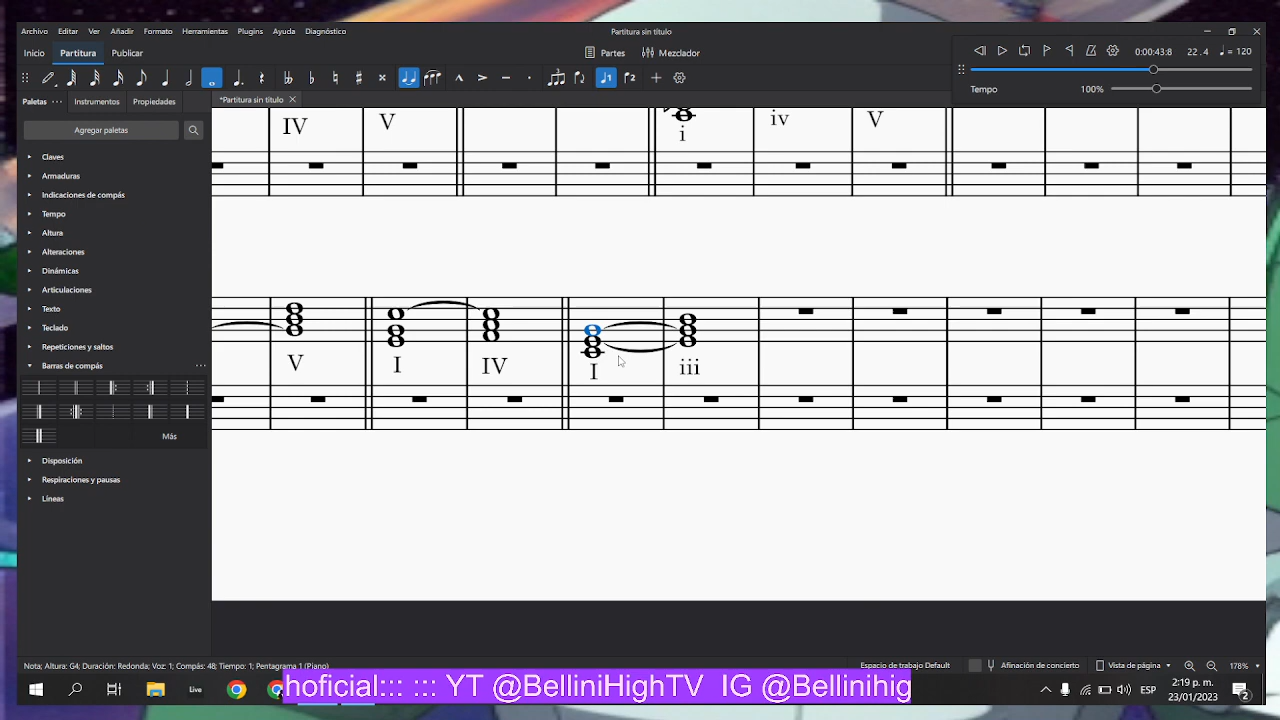 Archivo Editar Ver Añadir Formato Herramientas Plugins Ayuda Diagnóstico
Partitura sin título
Inicio Partitura Publicar
Partes Mezclador
0:00:43:8 22 .4 = 120
Tempo 100%
Paletas Instrumentos Propiedades
*Partitura sin título
Agregar paletas
Claves
Armaduras
Indicaciones de compás
Tempo
Altura
Alteraciones
Dinámicas
Articulaciones
Texto
Teclado
Repeticiones y saltos
Barras de compás
Más
Disposición
Respiraciones y pausas
Líneas
IV V i iv V
V I IV I iii
Nota; Altura: G4; Duración: Redonda; Voz: 1; Compás: 48; Tiempo: 1; Pentagrama 1 (Piano)
Espacio de trabajo Default Afinación de concierto Vista de página 178%
Live
hoficial::: ::: YT @BelliniHighTV IG @Bellinihig
ESP
2:19 p. m.
23/01/2023
2